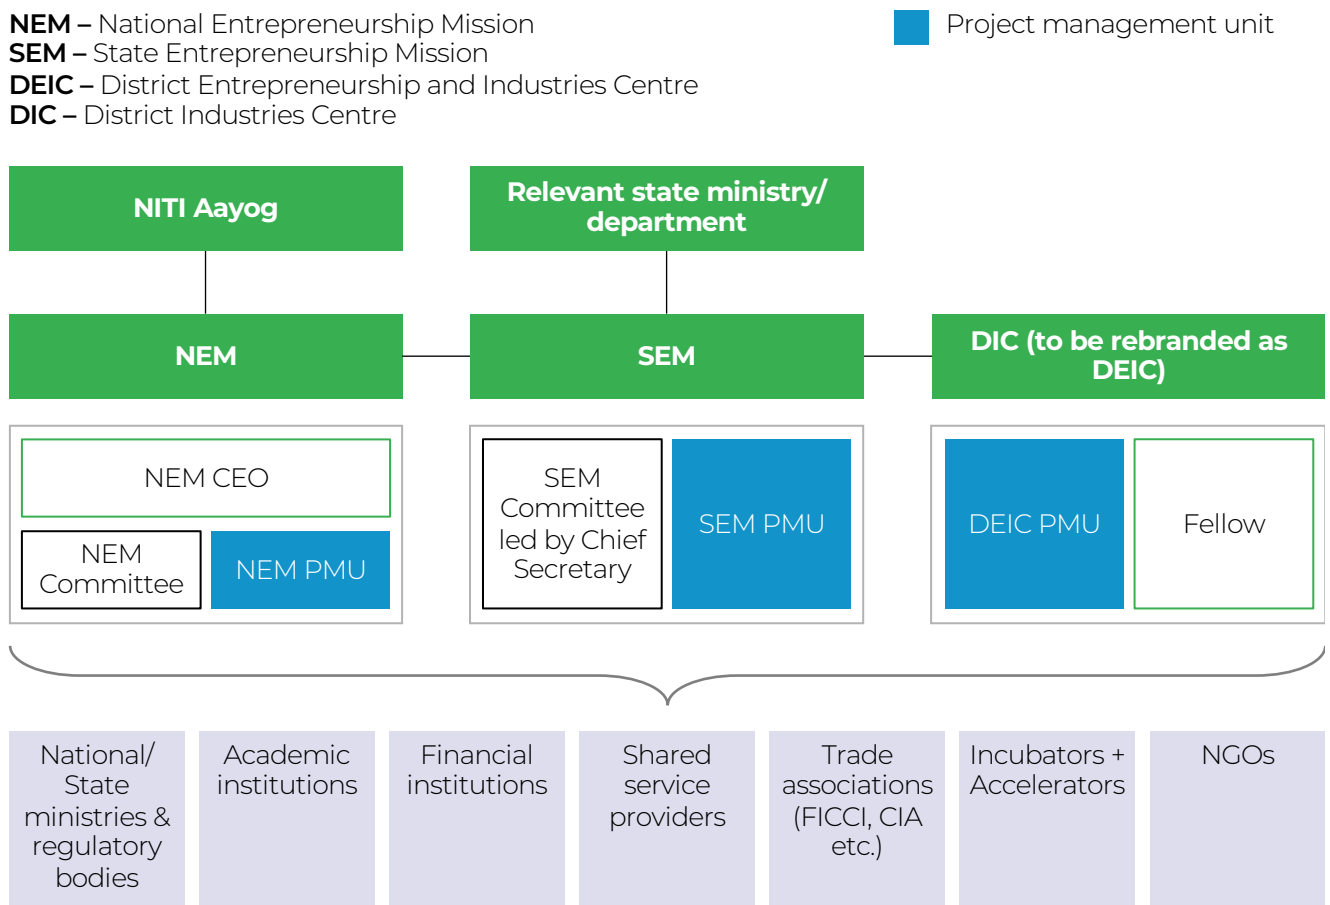 NEM – National Entrepreneurship Mission
SEM – State Entrepreneurship Mission
DEIC – District Entrepreneurship and Industries Centre
DIC – District Industries Centre
Project management unit
NITI Aayog
Relevant state ministry/
department
NEM
SEM
DIC (to be rebranded as
DEIC)
NEM CEO
NEM
Committee
NEM PMU
SEM
Committee
led by Chief
Secretary
SEM PMU
DEIC PMU
Fellow
National/
State
ministries &
regulatory
bodies
Academic
institutions
Financial
institutions
Shared
service
providers
Trade
associations
(FICCI, CIA
etc.)
Incubators +
Accelerators
NGOs